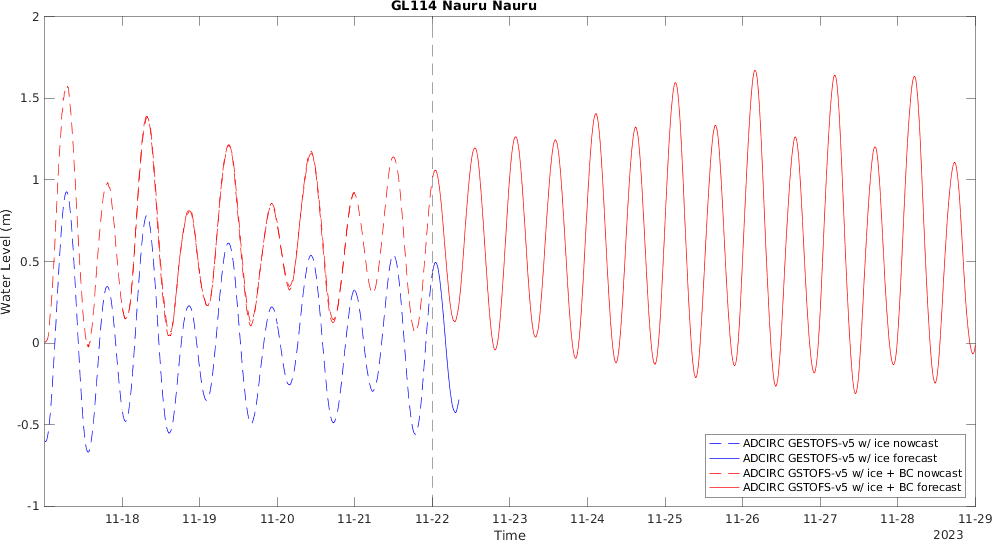 GL114 Nauru Nauru
2
1.5
1
0.5
0
-0.5
-1
Water Level (m)
ADCIRC GESTOFS-v5 w/ ice nowcast
ADCIRC GESTOFS-v5 w/ ice forecast
ADCIRC GSTOFS-v5 w/ ice + BC nowcast
ADCIRC GSTOFS-v5 w/ ice + BC forecast
11-18 11-19 11-20 11-21 11-22 11-23 11-24 11-25 11-26 11-27 11-28 11-29
Time
2023